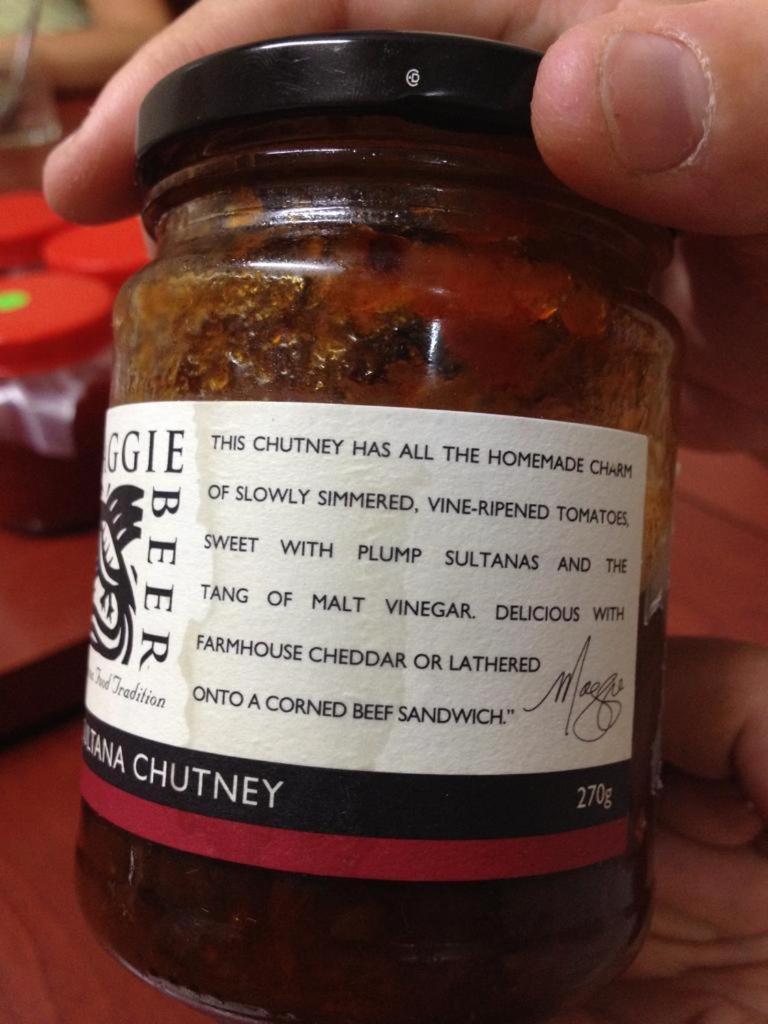 GGIE
BEER
Food Tradition
THIS CHUTNEY HAS ALL THE HOMEMADE CHARM
OF SLOWLY SIMMERED, VINE-RIPENED TOMATOES,
SWEET WITH PLUMP SULTANAS AND THE
TANG OF MALT VINEGAR. DELICIOUS WITH
FARMHOUSE CHEDDAR OR LATHERED
ONTO A CORNED BEEF SANDWICH."
Maggie
LTANA CHUTNEY
270g